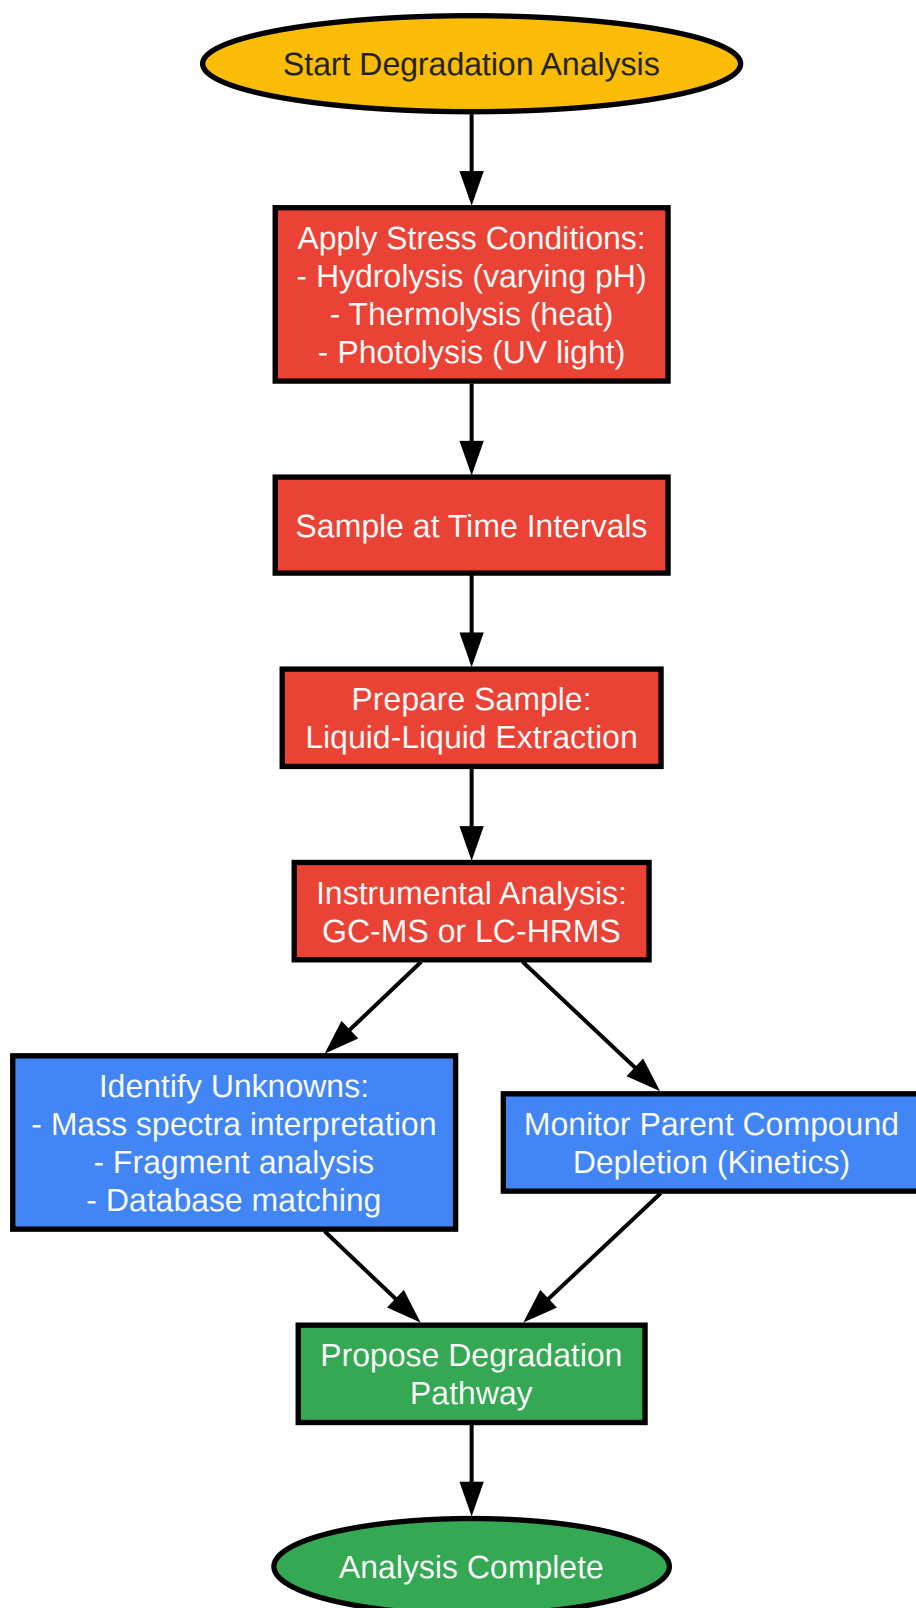 Start Degradation Analysis
Apply Stress Conditions:
- Hydrolysis (varying pH)
- Thermolysis (heat)
- Photolysis (UV light)
Sample at Time Intervals
Prepare Sample:
Liquid-Liquid Extraction
Instrumental Analysis:
GC-MS or LC-HRMS
Identify Unknowns:
- Mass spectra interpretation
- Fragment analysis
- Database matching
Monitor Parent Compound
Depletion (Kinetics)
Propose Degradation
Pathway
Analysis Complete